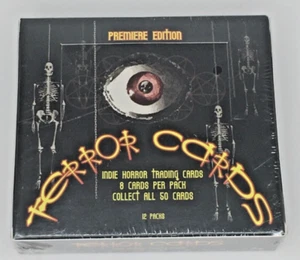 PREMIERE EDITION
TERROR CARDS
INDIE HORROR TRADING CARDS
8 CARDS PER PACK
COLLECT ALL 50 CARDS
12 PACKS